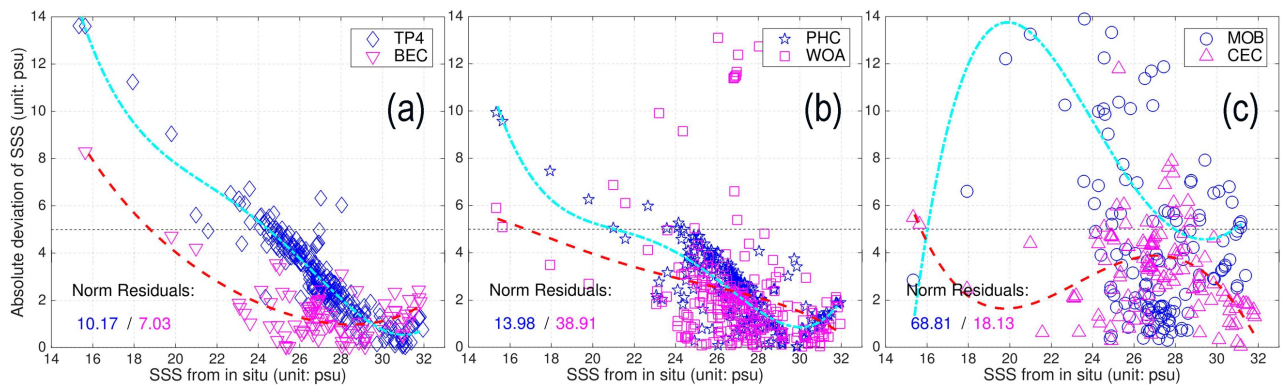 Absolute deviation of SSS (unit: psu)
14
12
10
8
6
4
2
0
TP4
BEC
(a)
Norm Residuals:
10.17 / 7.03
14 16 18 20 22 24 26 28 30 32
SSS from in situ (unit: psu)
14
12
10
8
6
4
2
0
PHC
WOA
(b)
Norm Residuals:
13.98 / 38.91
14 16 18 20 22 24 26 28 30 32
SSS from in situ (unit: psu)
14
12
10
8
6
4
2
0
MOB
CEC
(c)
Norm Residuals:
68.81 / 18.13
14 16 18 20 22 24 26 28 30 32
SSS from in situ (unit: psu)